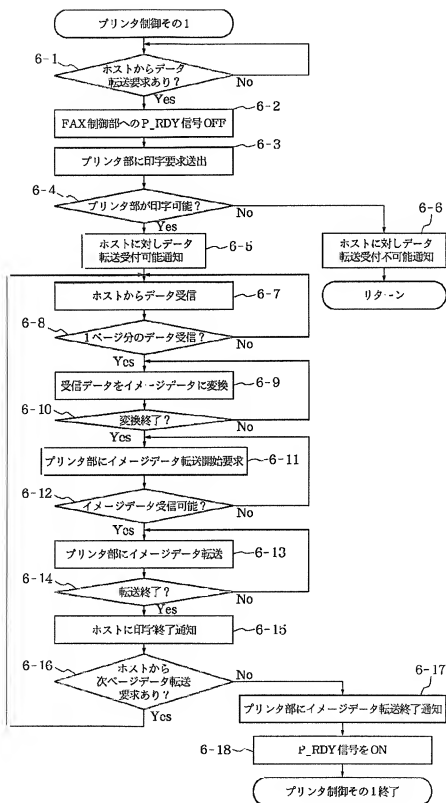 プリンタ制御その1
6-1
ホストからデータ
転送要求あり?
No
Yes
6-2
FAX制御部へのP_RDY信号OFF
6-3
プリンタ部に印字要求送出
6-4
プリンタ部が印字可能?
No
Yes
6-5
ホストに対しデータ
転送受付可能通知
6-6
ホストに対しデータ
転送受付不可能通知
リターン
ホストからデータ受信
6-7
6-8
1ページ分のデータ受信?
Yes
No
受信データをイメージデータに変換
6-9
6-10
変換終了?
Yes
No
プリンタ部にイメージデータ転送開始要求
6-11
6-12
イメージデータ受信可能?
Yes
No
プリンタ部にイメージデータ転送
6-13
6-14
転送終了?
Yes
No
ホストに印字終了通知
6-15
6-16
ホストから
次ページデータ転送
要求あり?
No
Yes
6-17
プリンタ部にイメージデータ転送終了通知
6-18
P_RDY信号をON
プリンタ制御その1終了